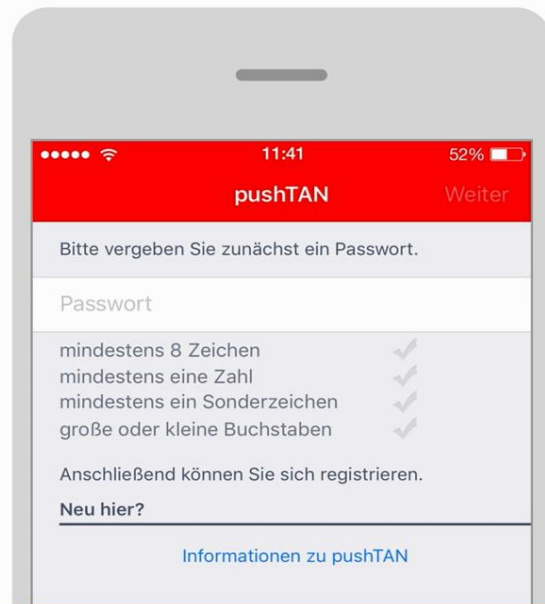 11:41
52%
pushTAN
Weiter
Bitte vergeben Sie zunächst ein Passwort.
Passwort
mindestens 8 Zeichen
mindestens eine Zahl
mindestens ein Sonderzeichen
große oder kleine Buchstaben
Anschließend können Sie sich registrieren.
Neu hier?
Informationen zu pushTAN